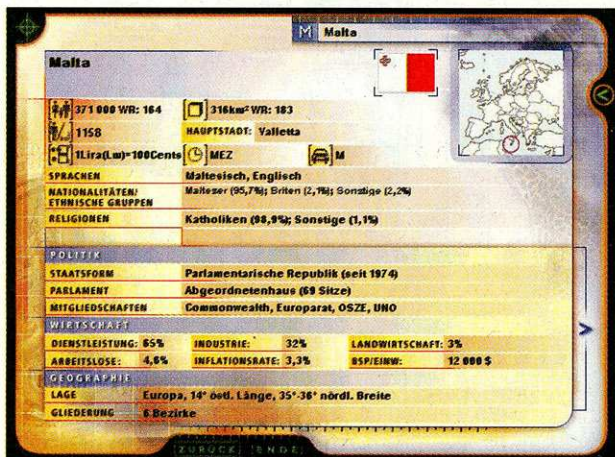 M Malta
Malta
371 000 WR: 164 316km² WR: 183
1158 HAUPTSTADT: Valletta
1Lira(Lm)=100Cents MEZ M
SPRACHEN Maltesisch, Englisch
NATIONALITÄTEN/ Malteser (95,7%); Briten (2,1%); Sonstige (2,2%)
ETHNISCHE GRUPPEN
RELIGIONEN Katholiken (98,9%); Sonstige (1,1%)
POLITIK
STAATSFORM Parlamentarische Republik (seit 1974)
PARLAMENT Abgeordnetenhaus (69 Sitze)
MITGLIEDSCHAFTEN Commonwealth, Europarat, OSZE, UNO
WIRTSCHAFT
DIENSTLEISTUNG: 65% INDUSTRIE: 32% LANDWIRTSCHAFT: 3%
ARBEITSLOSE: 4,6% INFLATIONSRATE: 3,3% BSP/EINW: 12 000 $
GEOGRAPHIE
LAGE Europa, 14° östl. Länge, 35°-36° nördl. Breite
GLIEDERUNG 6 Bezirke
[ZURÜCK] [ENDE]